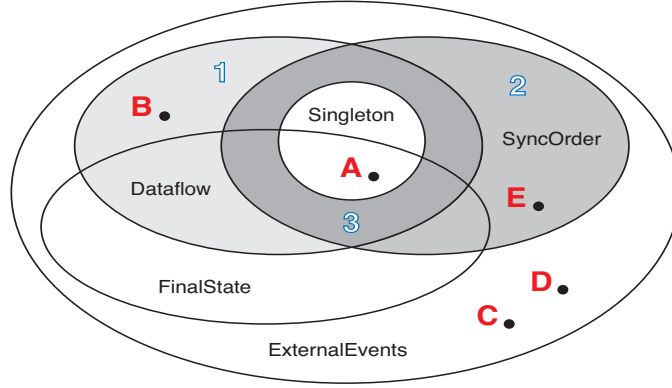 1
2
B
Singleton
SyncOrder
A
Dataflow
E
3
D
FinalState
C
ExternalEvents